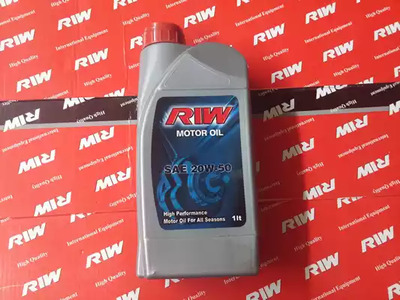 RIW
MOTOR OIL
SAE 20W-50
High Performance
Motor Oil For All Seasons
1lt
RIW
International Equipment
High Quality